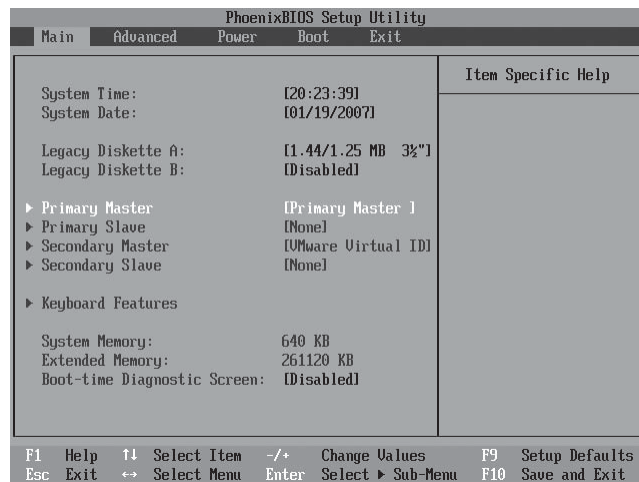 PhoenixBIOS Setup Utility
Main Advanced Power Boot Exit
Item Specific Help
System Time: [20:23:39]
System Date: [01/19/2007]
Legacy Diskette A: [1.44/1.25 MB 3½"]
Legacy Diskette B: [Disabled]
▶ Primary Master [Primary Master ]
▶ Primary Slave [None]
▶ Secondary Master [VMware Virtual ID]
▶ Secondary Slave [None]
▶ Keyboard Features
System Memory: 640 KB
Extended Memory: 261120 KB
Boot-time Diagnostic Screen: [Disabled]
F1 Help ↑↓ Select Item -/+ Change Values F9 Setup Defaults
Esc Exit ↔ Select Menu Enter Select ▶ Sub-Menu F10 Save and Exit